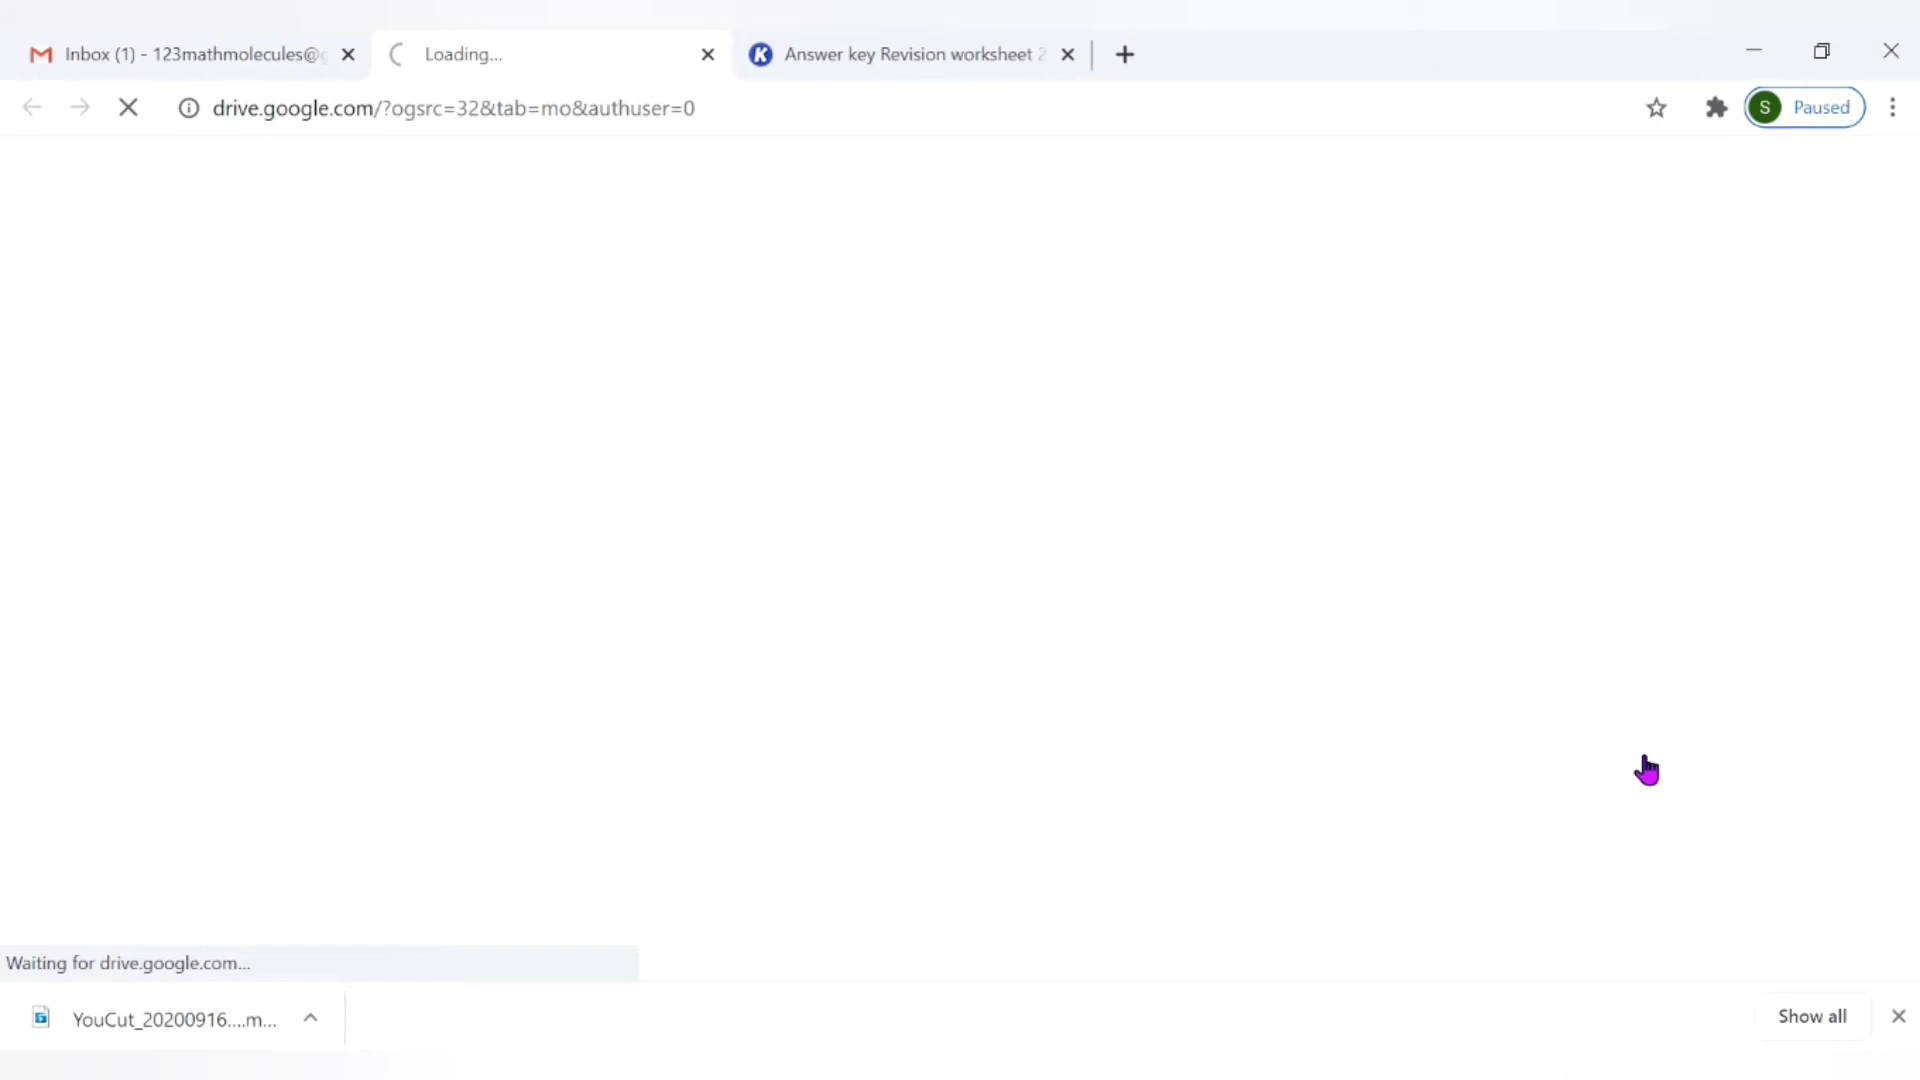 Inbox (1) - 123mathmolecules@
Loading...
K
Answer key Revision worksheet 2
drive.google.com/?ogsrc=32&tab=mo&authuser=0
S
Paused
Waiting for drive.google.com...
YouCut_20200916....m...
Show all